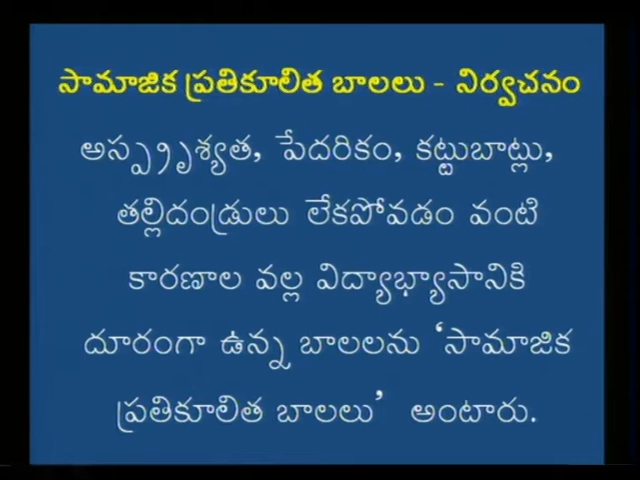 సామాజిక ప్రతికూలిత బాలలు - నిర్వచనం
అస్పృశ్యత, పేదరికం, కట్టుబాట్లు,
తల్లిదండ్రులు లేకపోవడం వంటి
కారణాల వల్ల విద్యాభ్యాసానికి
దూరంగా ఉన్న బాలలను ‘సామాజిక
ప్రతికూలిత బాలలు’ అంటారు.